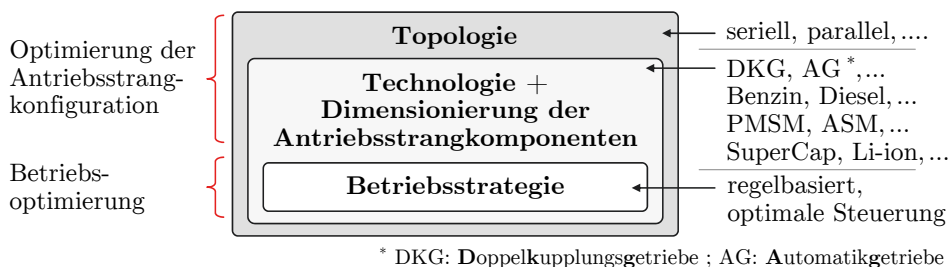 Optimierung der
Antriebsstrang-
konfiguration
Betriebs-
optimierung
Topologie
Technologie +
Dimensionierung der
Antriebsstrangkomponenten
Betriebsstrategie
seriell, parallel,....
DKG, AG *,...
Benzin, Diesel,...
PMSM, ASM,...
SuperCap, Li-ion,...
regelbasiert,
optimale Steuerung
* DKG: Doppelkupplungsgetriebe ; AG: Automatikgetriebe